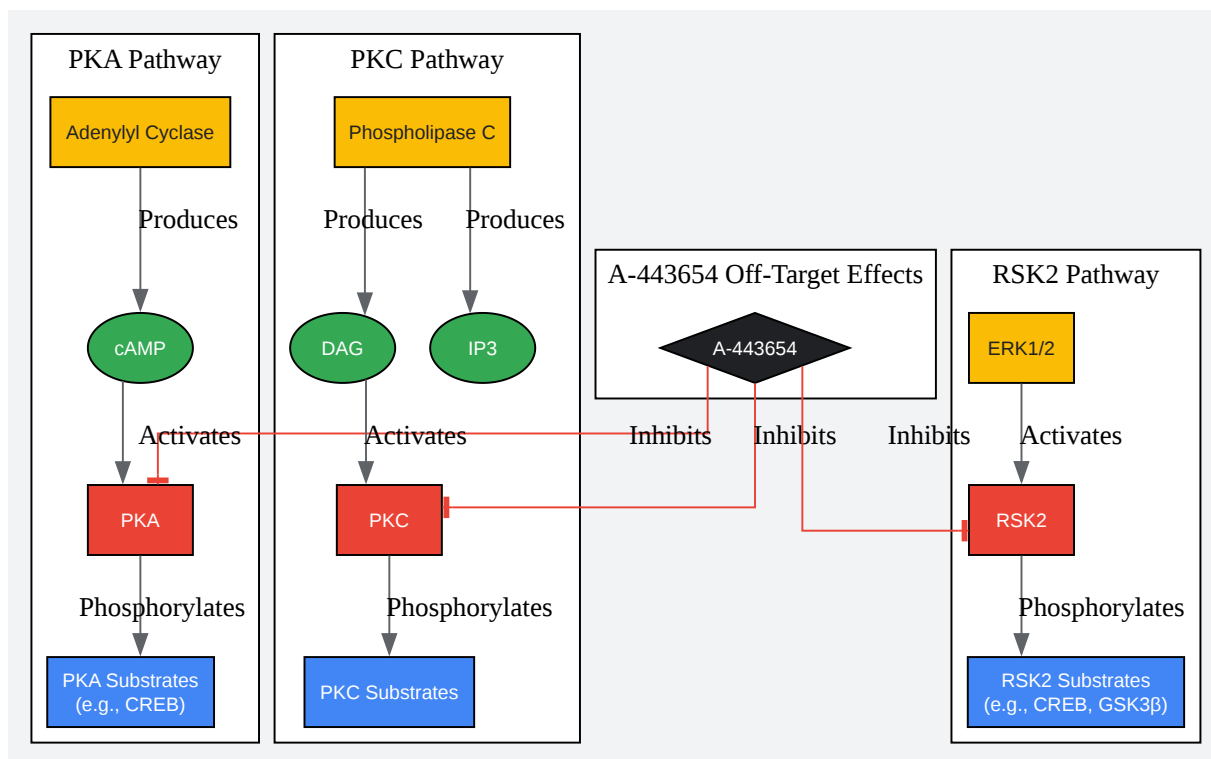 PKA Pathway
Adenylyl Cyclase
Produces
cAMP
Activates
PKA
Phosphorylates
PKA Substrates
(e.g., CREB)
PKC Pathway
Phospholipase C
Produces
Produces
DAG
IP3
Activates
PKC
Phosphorylates
PKC Substrates
A-443654 Off-Target Effects
A-443654
Inhibits
Inhibits
Inhibits
RSK2 Pathway
ERK1/2
Activates
RSK2
Phosphorylates
RSK2 Substrates
(e.g., CREB, GSK3β)